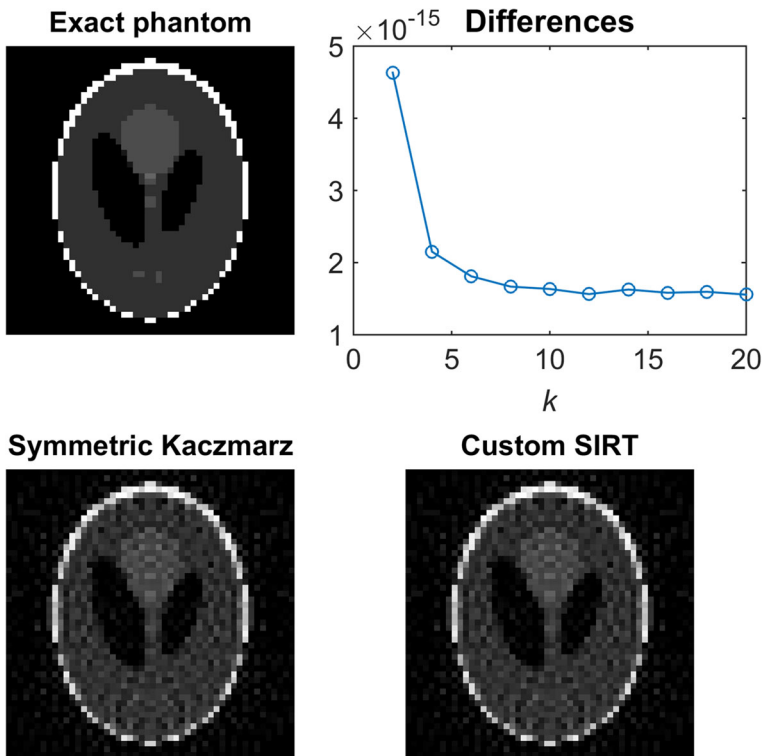 Exact phantom
×10⁻¹⁵ Differences
5
4
3
2
1
0 5 10 15 20
k
Symmetric Kaczmarz
Custom SIRT